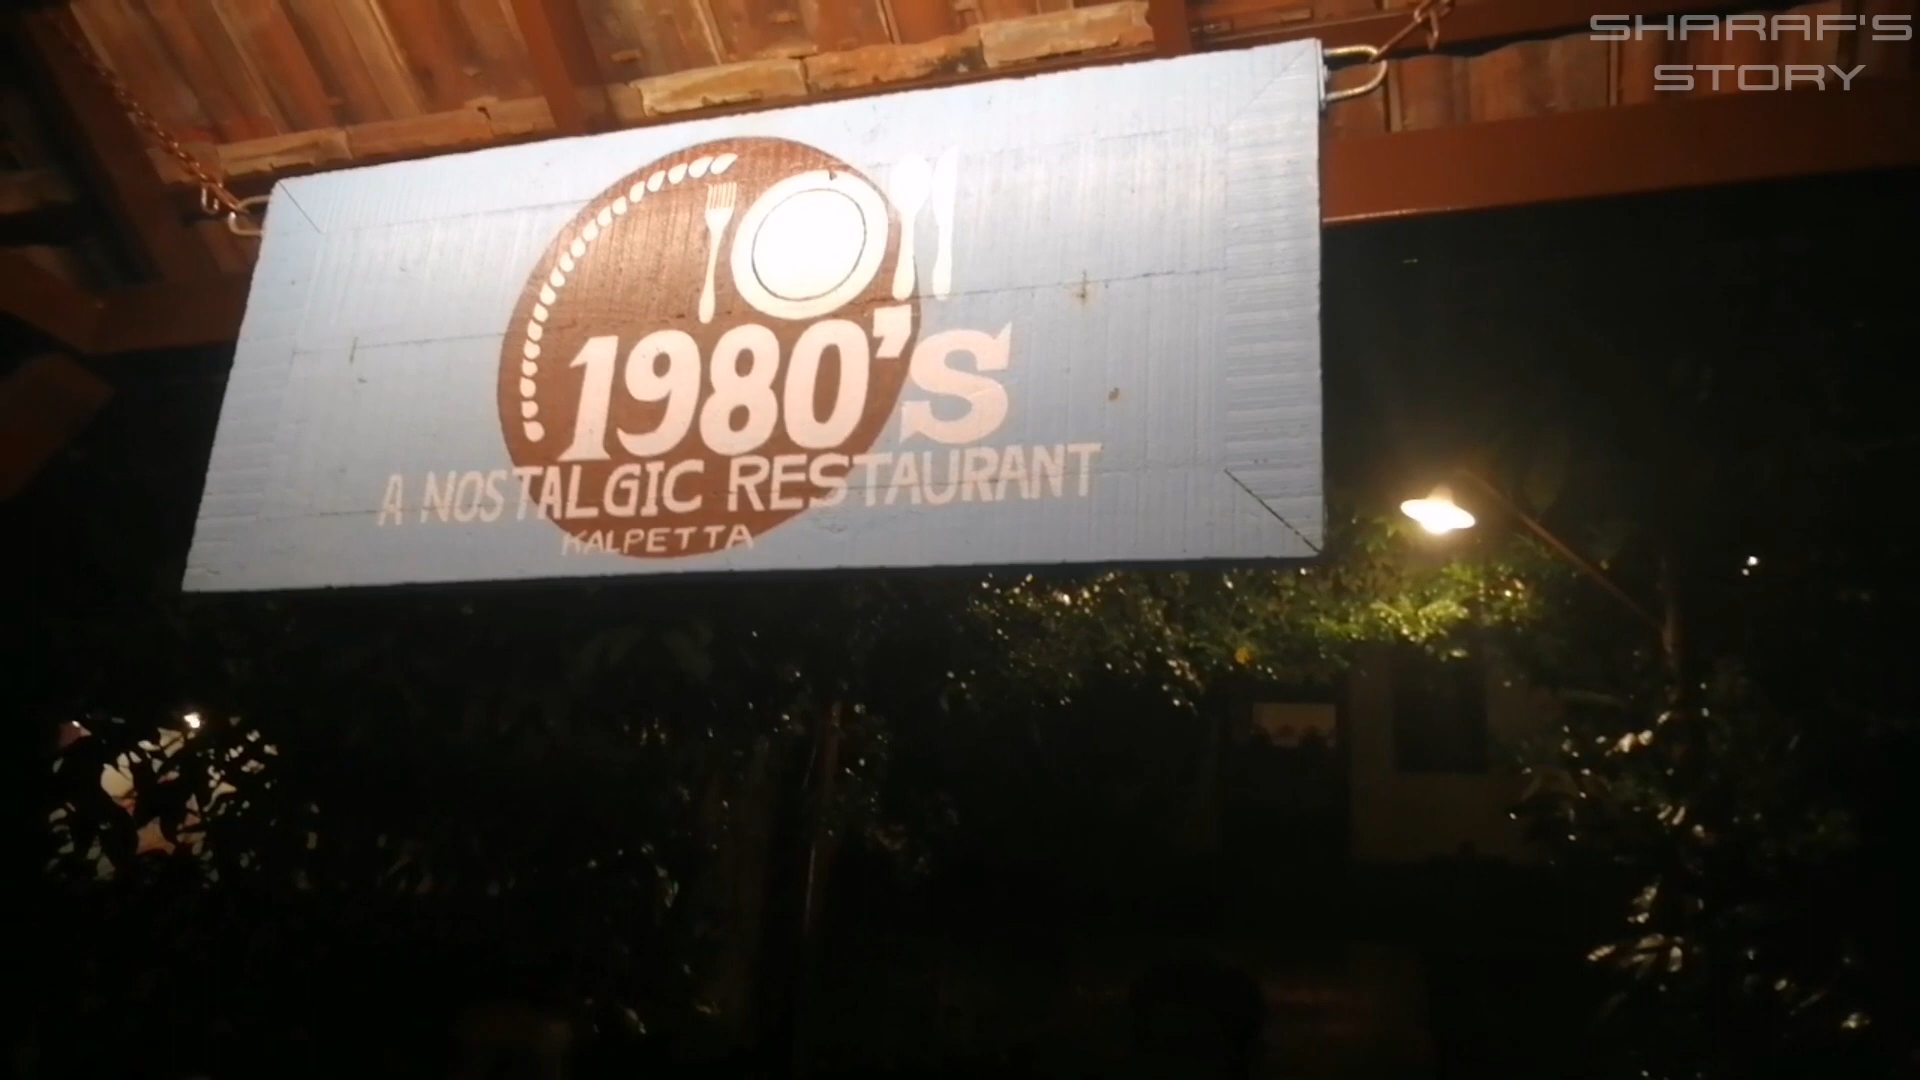 SHARAF'S
STORY
1980's
A NOSTALGIC RESTAURANT
KALPETTA